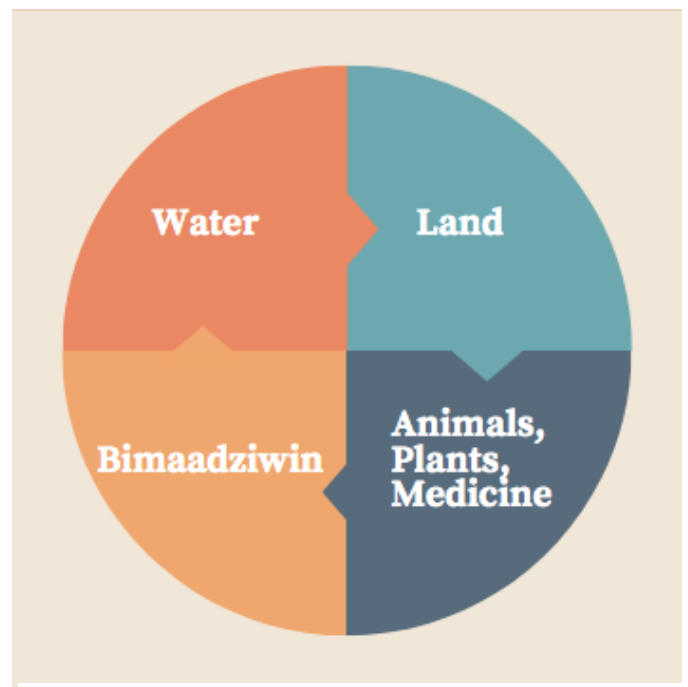 Water
Land
Animals,
Plants,
Medicine
Bimaadziwin